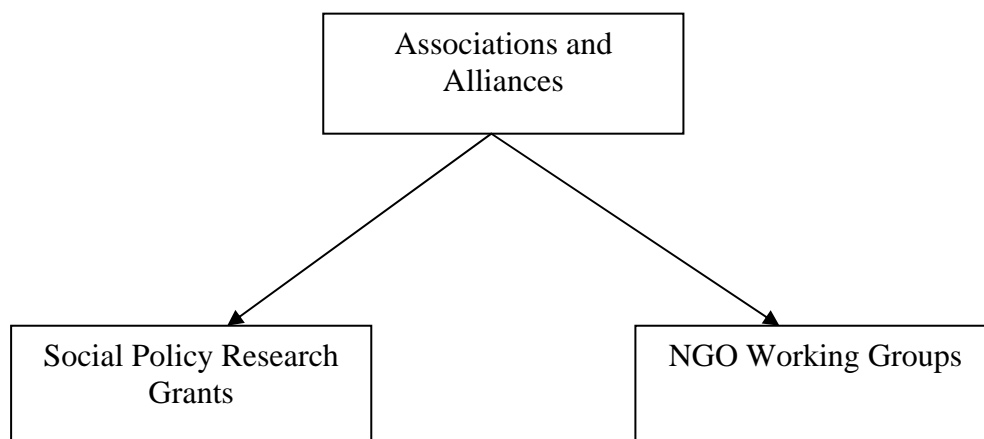 Associations and
Alliances
Social Policy Research
Grants
NGO Working Groups